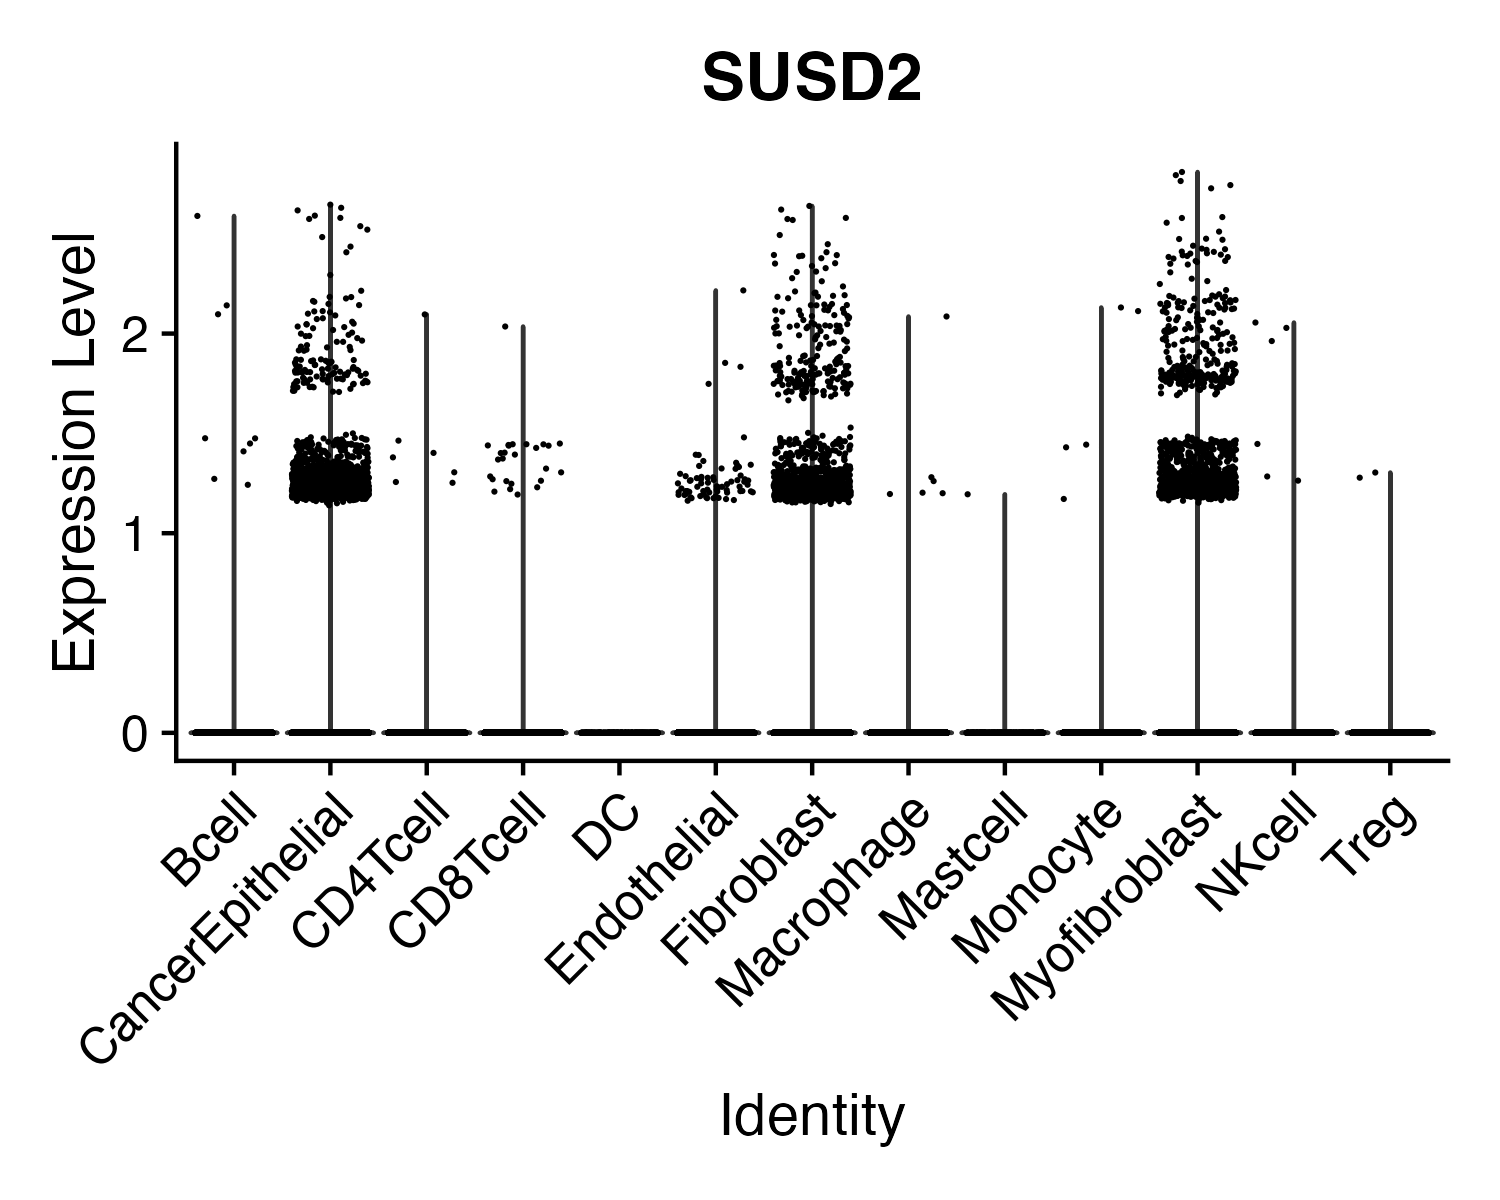 SUSD2
Expression Level
2
1
0
Bcell
CancerEpithelial
CD4Tcell
CD8Tcell
DC
Endothelial
Fibroblast
Macrophage
Mastcell
Monocyte
Myofibroblast
NKcell
Treg
Identity